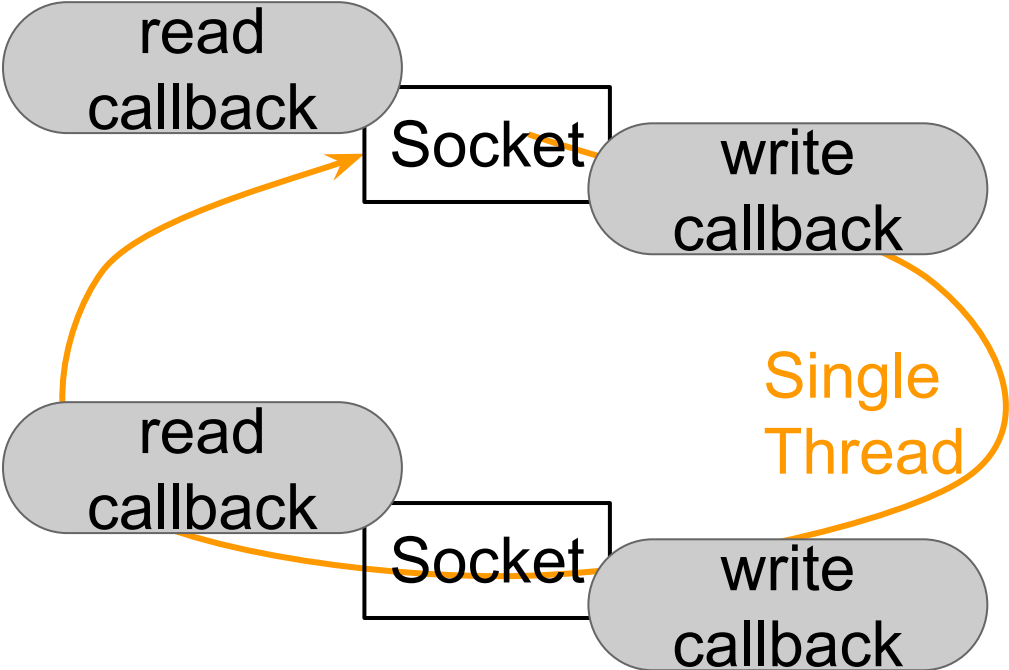 read
callback
Socket
write
callback
Single
Thread
read
callback
Socket
write
callback